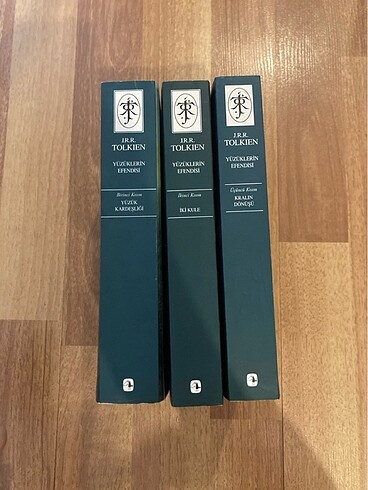 J.R.R.
TOLKIEN
YÜZÜKLERİN
EFENDİSİ
Birinci Kısım
YÜZÜK
KARDEŞLİĞİ
J.R.R.
TOLKIEN
YÜZÜKLERİN
EFENDİSİ
İkinci Kısım
İKİ KULE
J.R.R.
TOLKIEN
YÜZÜKLERİN
EFENDİSİ
Üçüncü Kısım
KRALIN
DÖNÜŞÜ